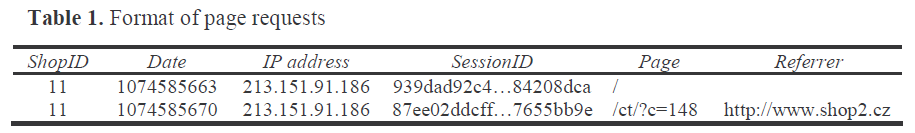 Table 1. Format of page requests
ShopID Date IP address SessionID Page Referrer
11 1074585663 213.151.91.186 939dad92c4…84208dca /
11 1074585670 213.151.91.186 87ee02ddcff…7655bb9e /ct/?c=148 http://www.shop2.cz